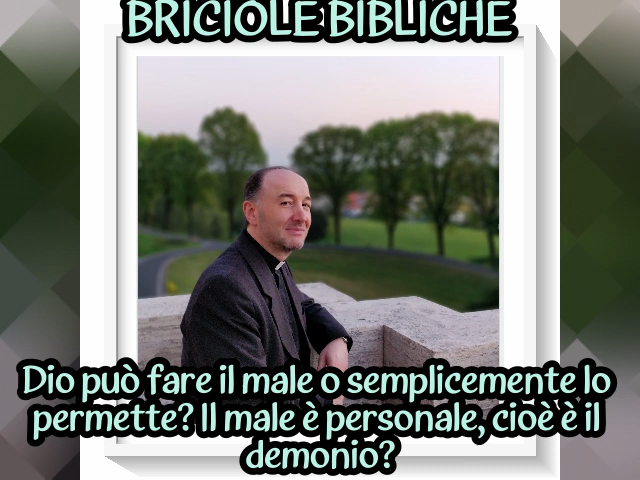 BRICIOLE BIBLICHE
Dio può fare il male o semplicemente lo
permette? Il male è personale, cioè è il
demonio?